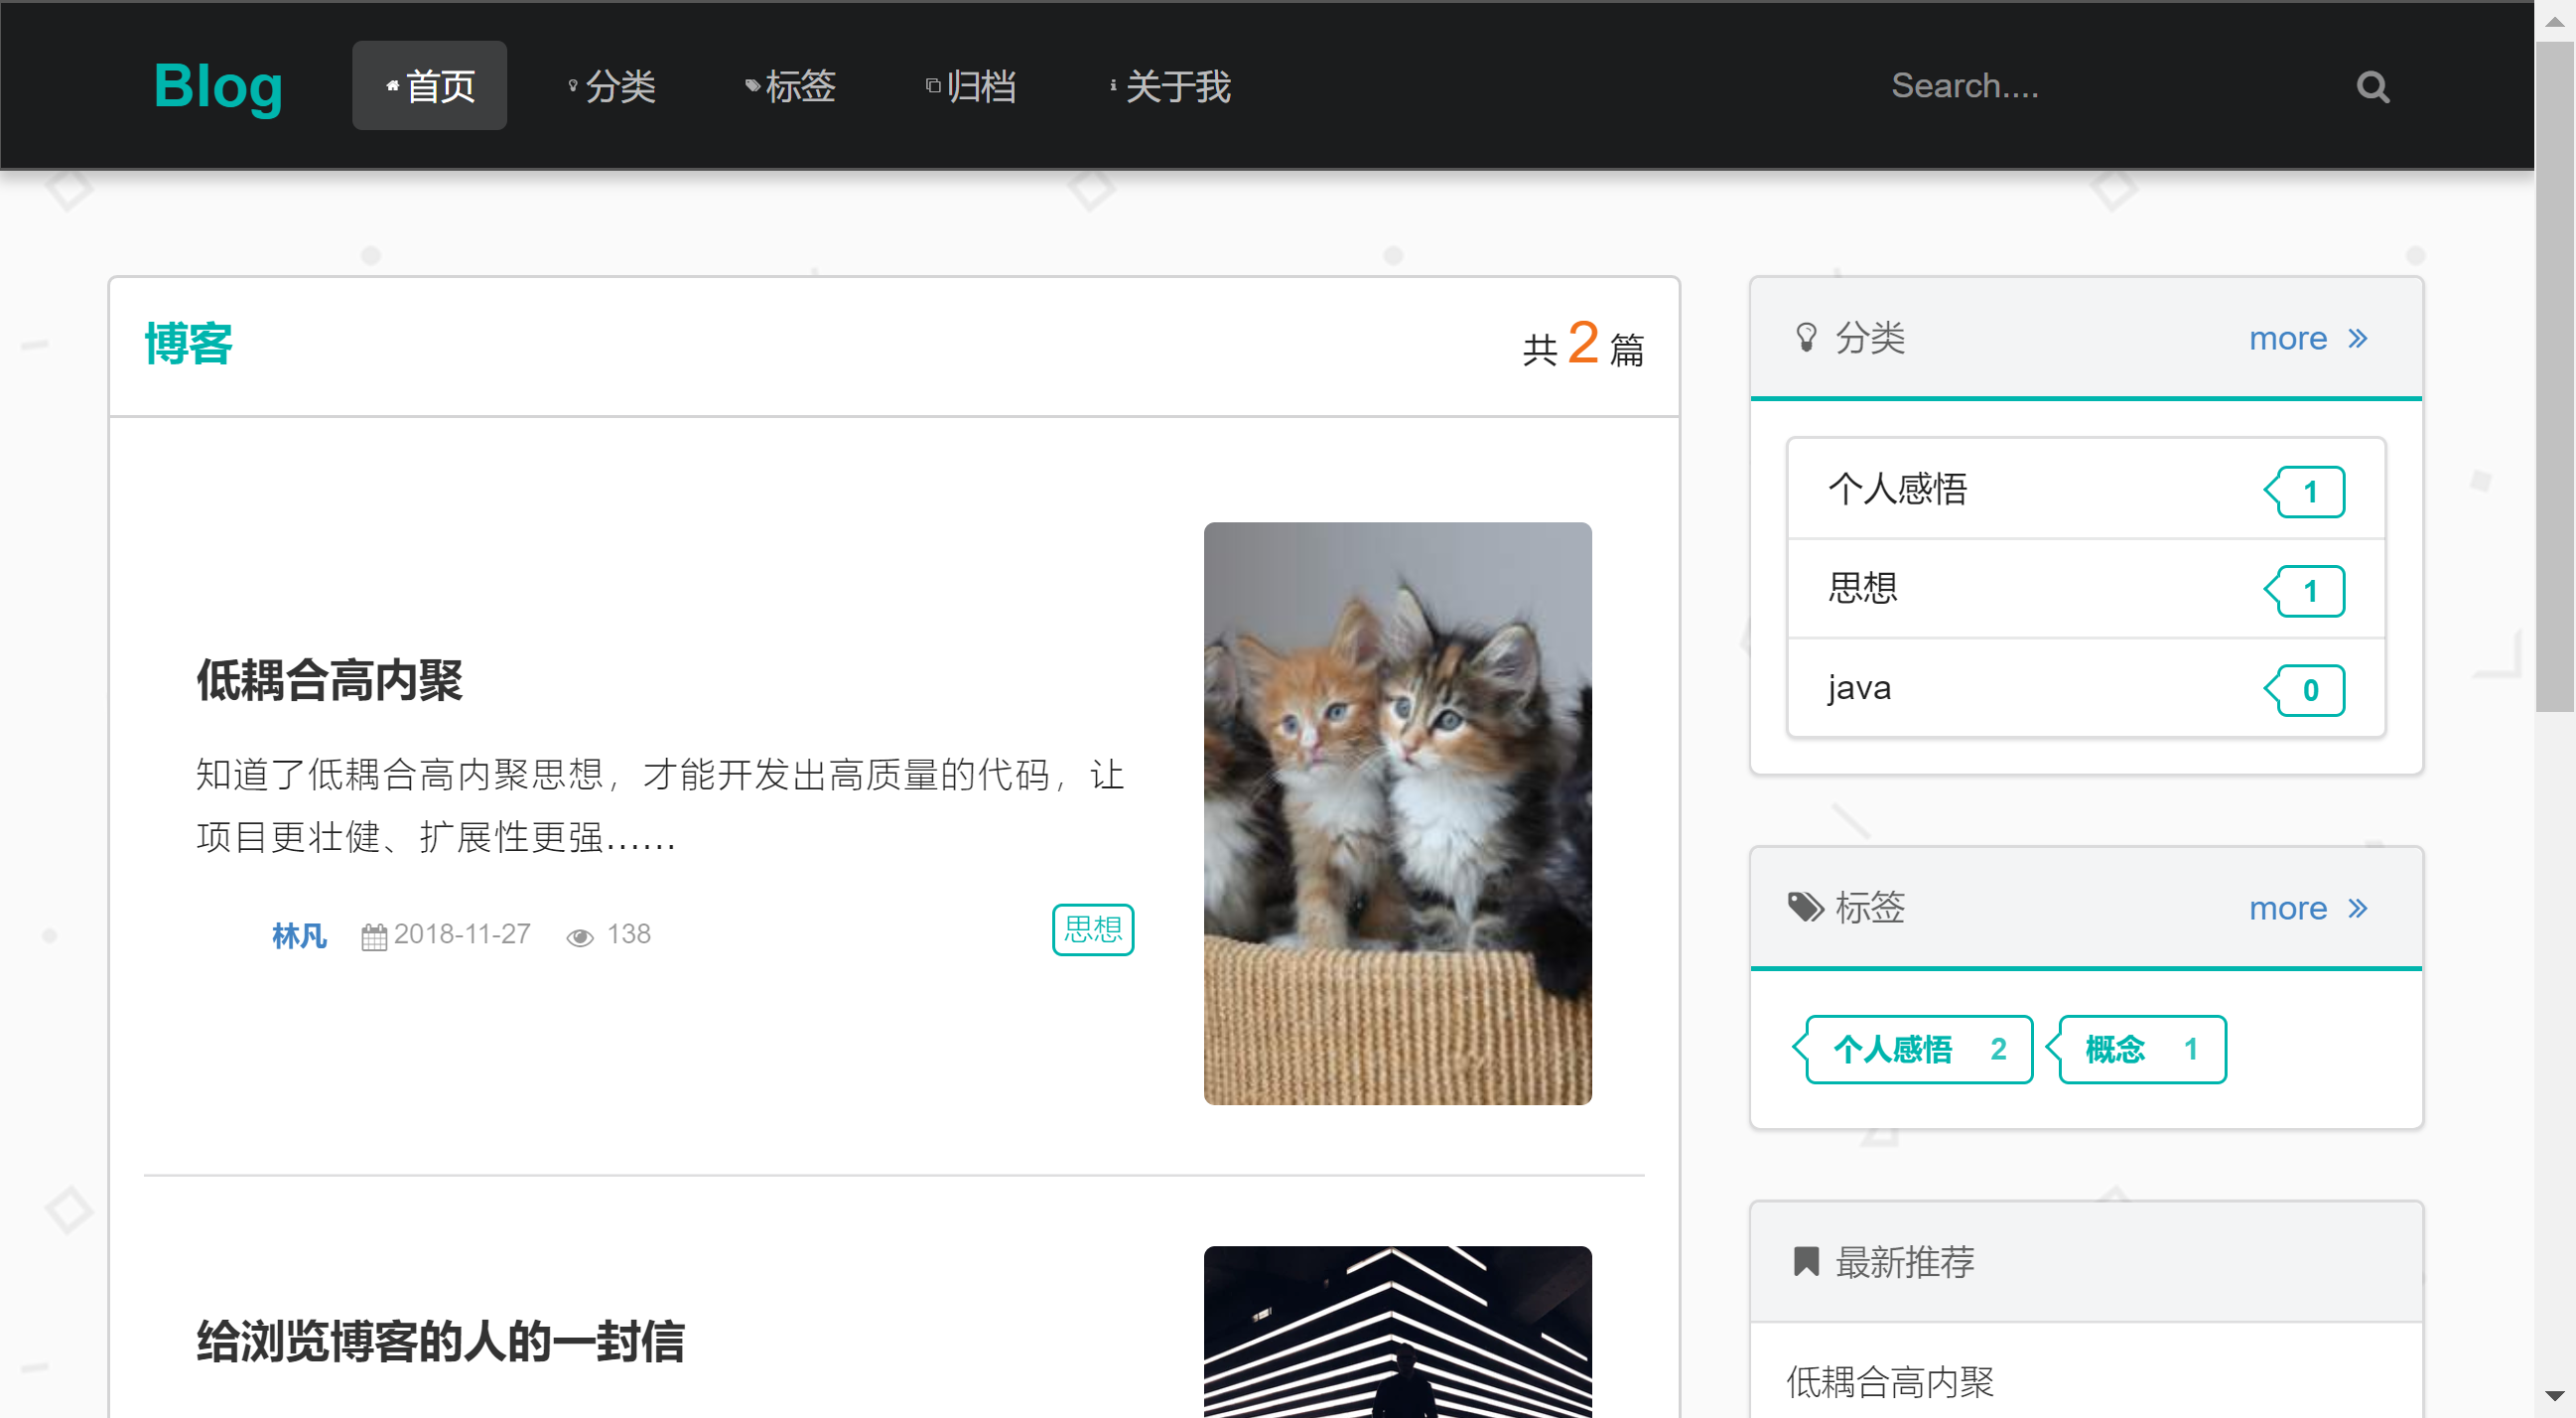 Blog 首页 分类 标签 归档 关于我 Search....
博客 共 2 篇
低耦合高内聚
知道了低耦合高内聚思想，才能开发出高质量的代码，让
项目更壮健、扩展性更强......
林凡 2018-11-27 138 思想
给浏览博客的人的一封信
分类 more
个人感悟 1
思想 1
java 0
标签 more
个人感悟 2 概念 1
最新推荐
低耦合高内聚